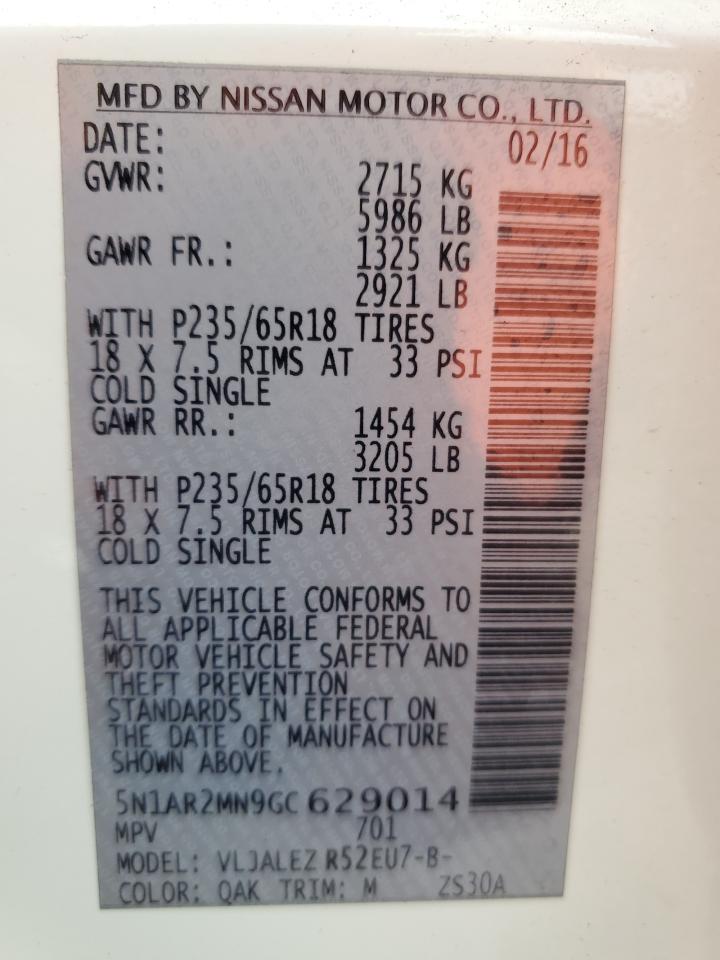 MFD BY NISSAN MOTOR CO., LTD.
DATE: 02/16
GVWR: 2715 KG
5986 LB
GAWR FR.: 1325 KG
2921 LB
WITH P235/65R18 TIRES
18 X 7.5 RIMS AT 33 PSI
COLD SINGLE
GAWR RR.: 1454 KG
3205 LB
WITH P235/65R18 TIRES
18 X 7.5 RIMS AT 33 PSI
COLD SINGLE
THIS VEHICLE CONFORMS TO
ALL APPLICABLE FEDERAL
MOTOR VEHICLE SAFETY AND
THEFT PREVENTION
STANDARDS IN EFFECT ON
THE DATE OF MANUFACTURE
SHOWN ABOVE.
5N1AR2MN9GC 629014
MPV 701
MODEL: VLJALEZ R52EU7-B-
COLOR: QAK TRIM: M ZS30A